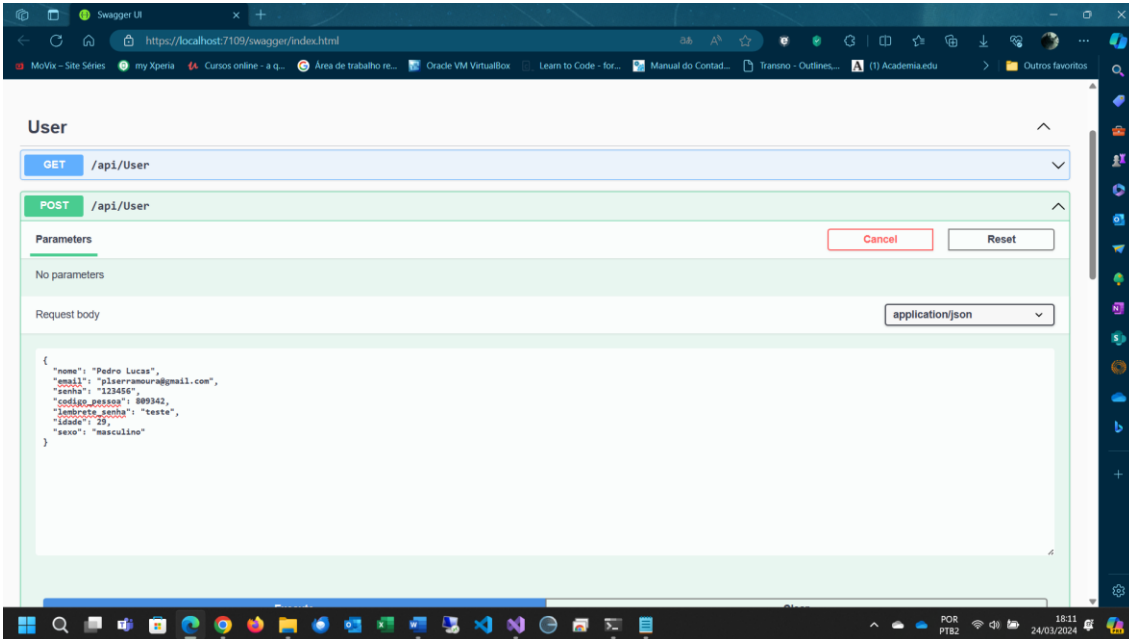 Swagger UI
https://localhost:7109/swagger/index.html
MoVix – Site Séries
my Xperia
Cursos online - a q...
Área de trabalho re...
Oracle VM VirtualBox
Learn to Code - for...
Manual do Contad...
Transno - Outlines,...
(1) Academia.edu
Outros favoritos
User
GET /api/User
POST /api/User
Parameters
Cancel
Reset
No parameters
Request body
application/json
{
"nome": "Pedro Lucas",
"email": "plserramoura@gmail.com",
"senha": "123456",
"codigo_pessoa": 809342,
"lembrete_senha": "teste",
"idade": 29,
"sexo": "masculino"
}
POR
PTB2
18:11
24/03/2024